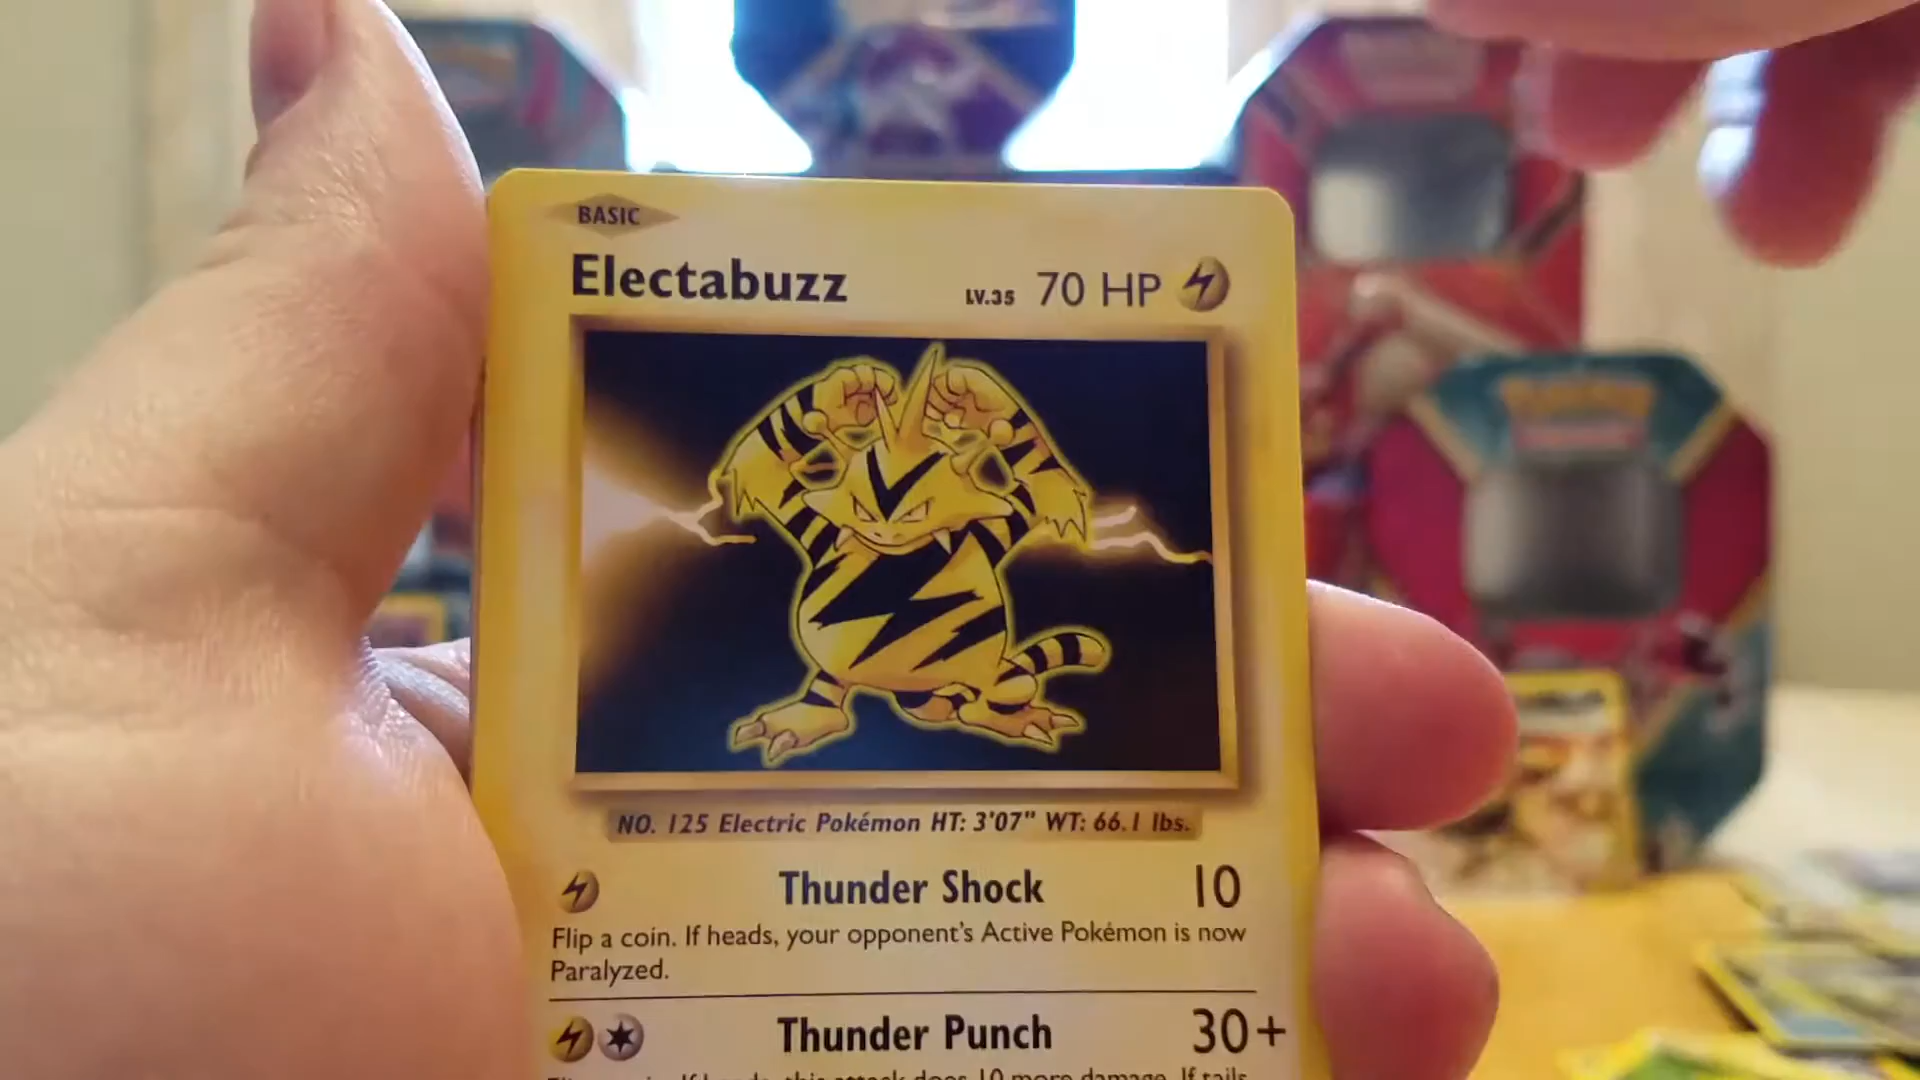 BASIC
Electabuzz LV.35 70 HP
NO. 125 Electric Pokémon HT: 3'07" WT: 66.1 lbs.
Thunder Shock 10
Flip a coin. If heads, your opponent's Active Pokémon is now
Paralyzed.
Thunder Punch 30+